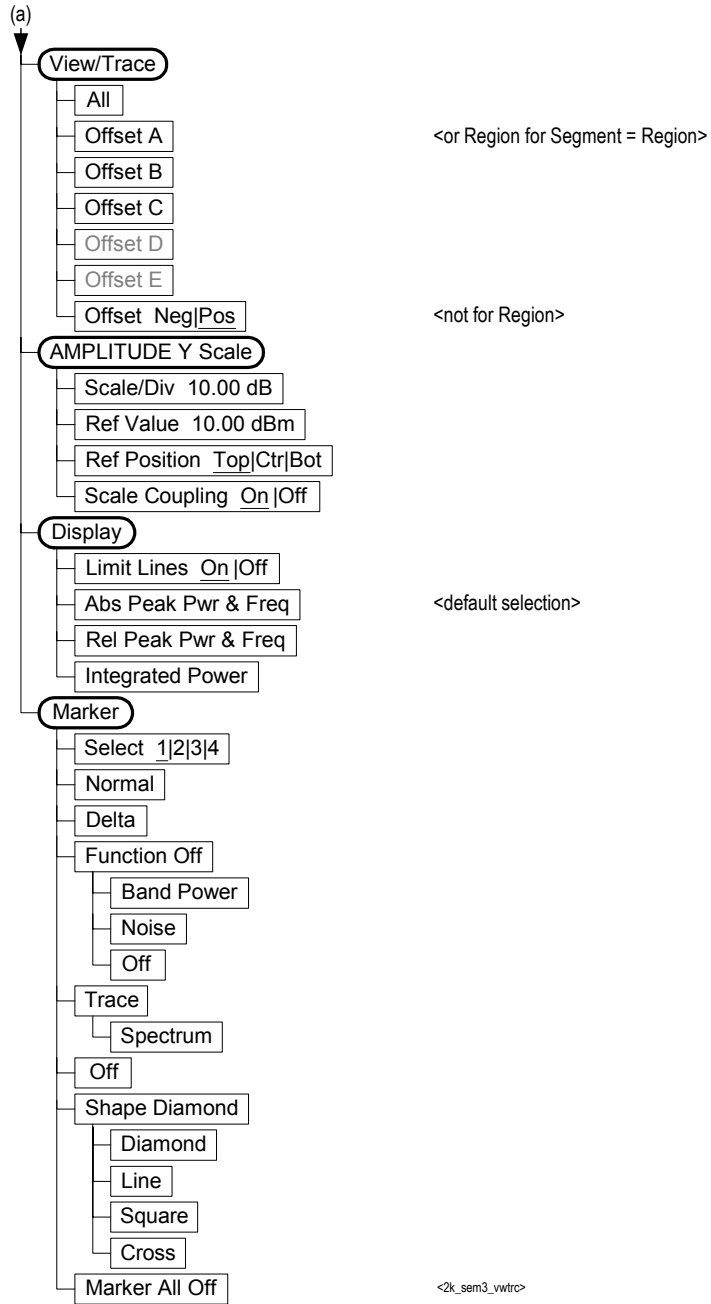 (a)
View/Trace
All
Offset A <or Region for Segment = Region>
Offset B
Offset C
Offset D
Offset E
Offset Neg|Pos <not for Region>
AMPLITUDE Y Scale
Scale/Div 10.00 dB
Ref Value 10.00 dBm
Ref Position Top|Ctr|Bot
Scale Coupling On |Off
Display
Limit Lines On |Off
Abs Peak Pwr & Freq <default selection>
Rel Peak Pwr & Freq
Integrated Power
Marker
Select 1|2|3|4
Normal
Delta
Function Off
Band Power
Noise
Off
Trace
Spectrum
Off
Shape Diamond
Diamond
Line
Square
Cross
Marker All Off <2k_sem3_vwtrc>